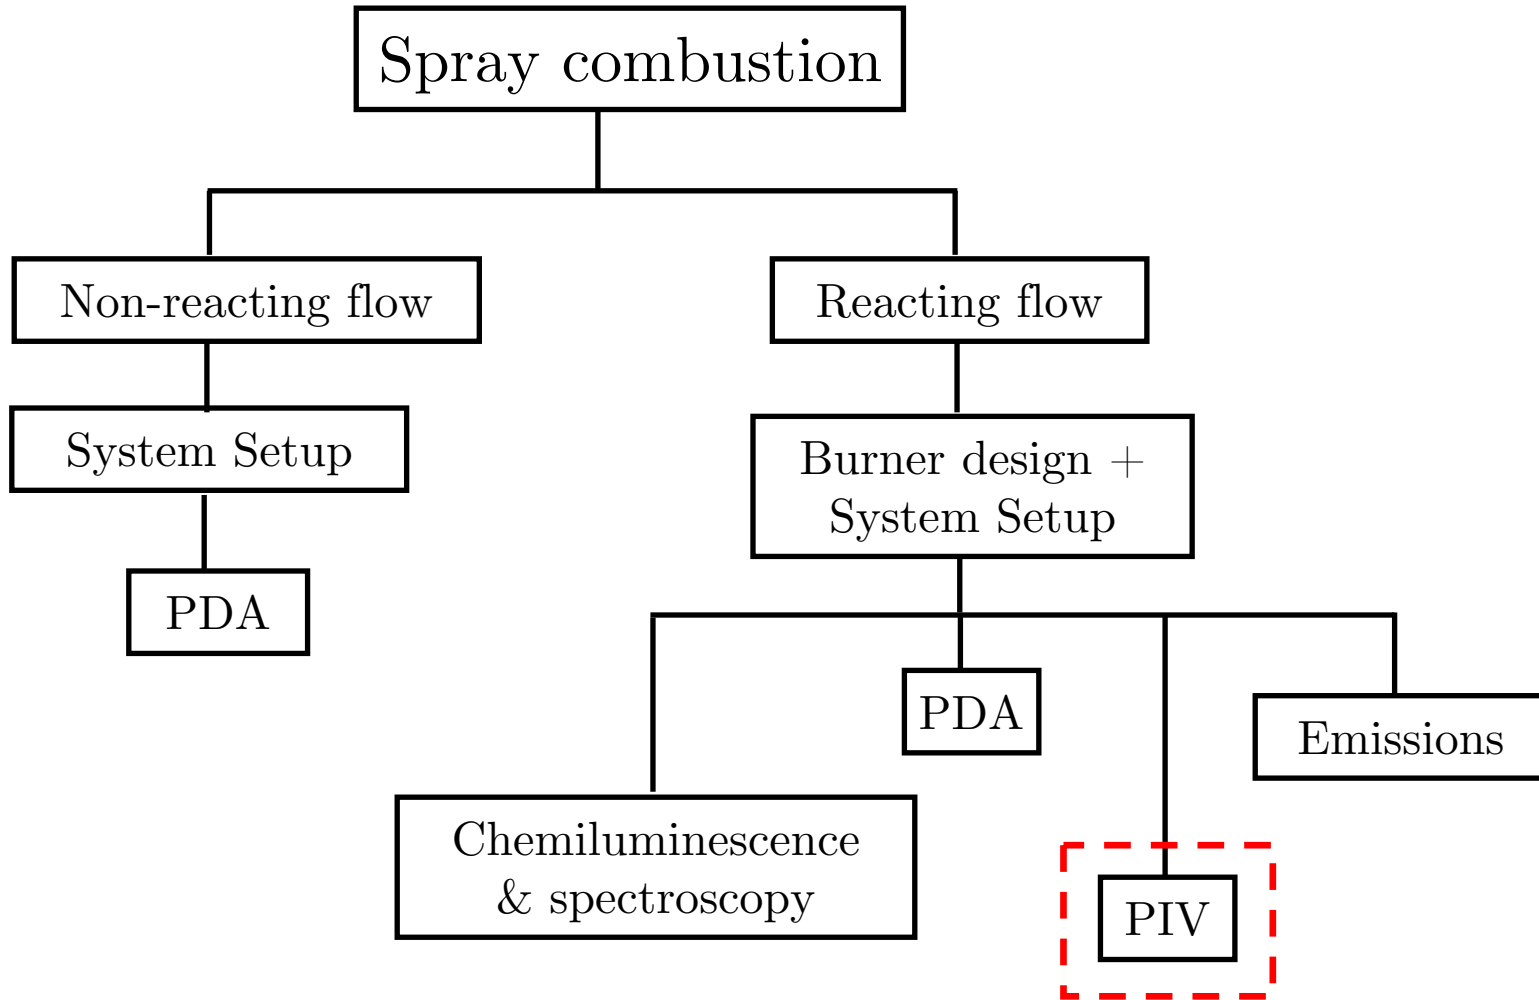 Spray combustion
Non-reacting flow
Reacting flow
System Setup
Burner design +
System Setup
PDA
PDA
Emissions
Chemiluminescence
& spectroscopy
PIV